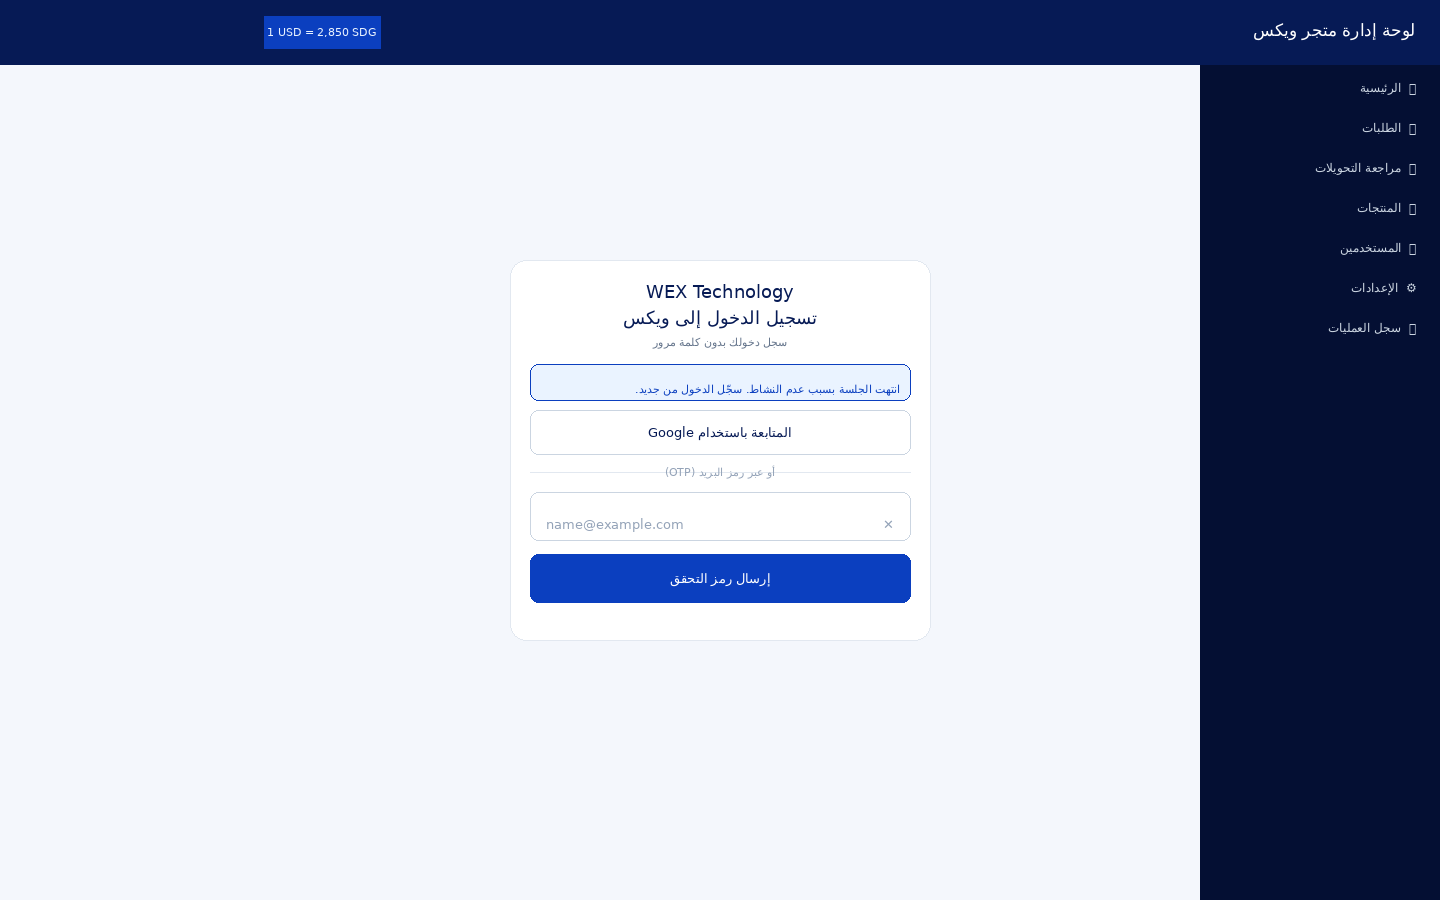 لوحة إدارة متجر ويكس
1 USD = 2,850 SDG
الرئيسية
الطلبات
مراجعة التحويلات
المنتجات
المستخدمين
⚙ الإعدادات
سجل العمليات
WEX Technology
تسجيل الدخول إلى ويكس
سجل دخولك بدون كلمة مرور
انتهت الجلسة بسبب عدم النشاط. سجّل الدخول من جديد.
المتابعة باستخدام Google
أو عبر رمز البريد (OTP)
name@example.com ✕
إرسال رمز التحقق